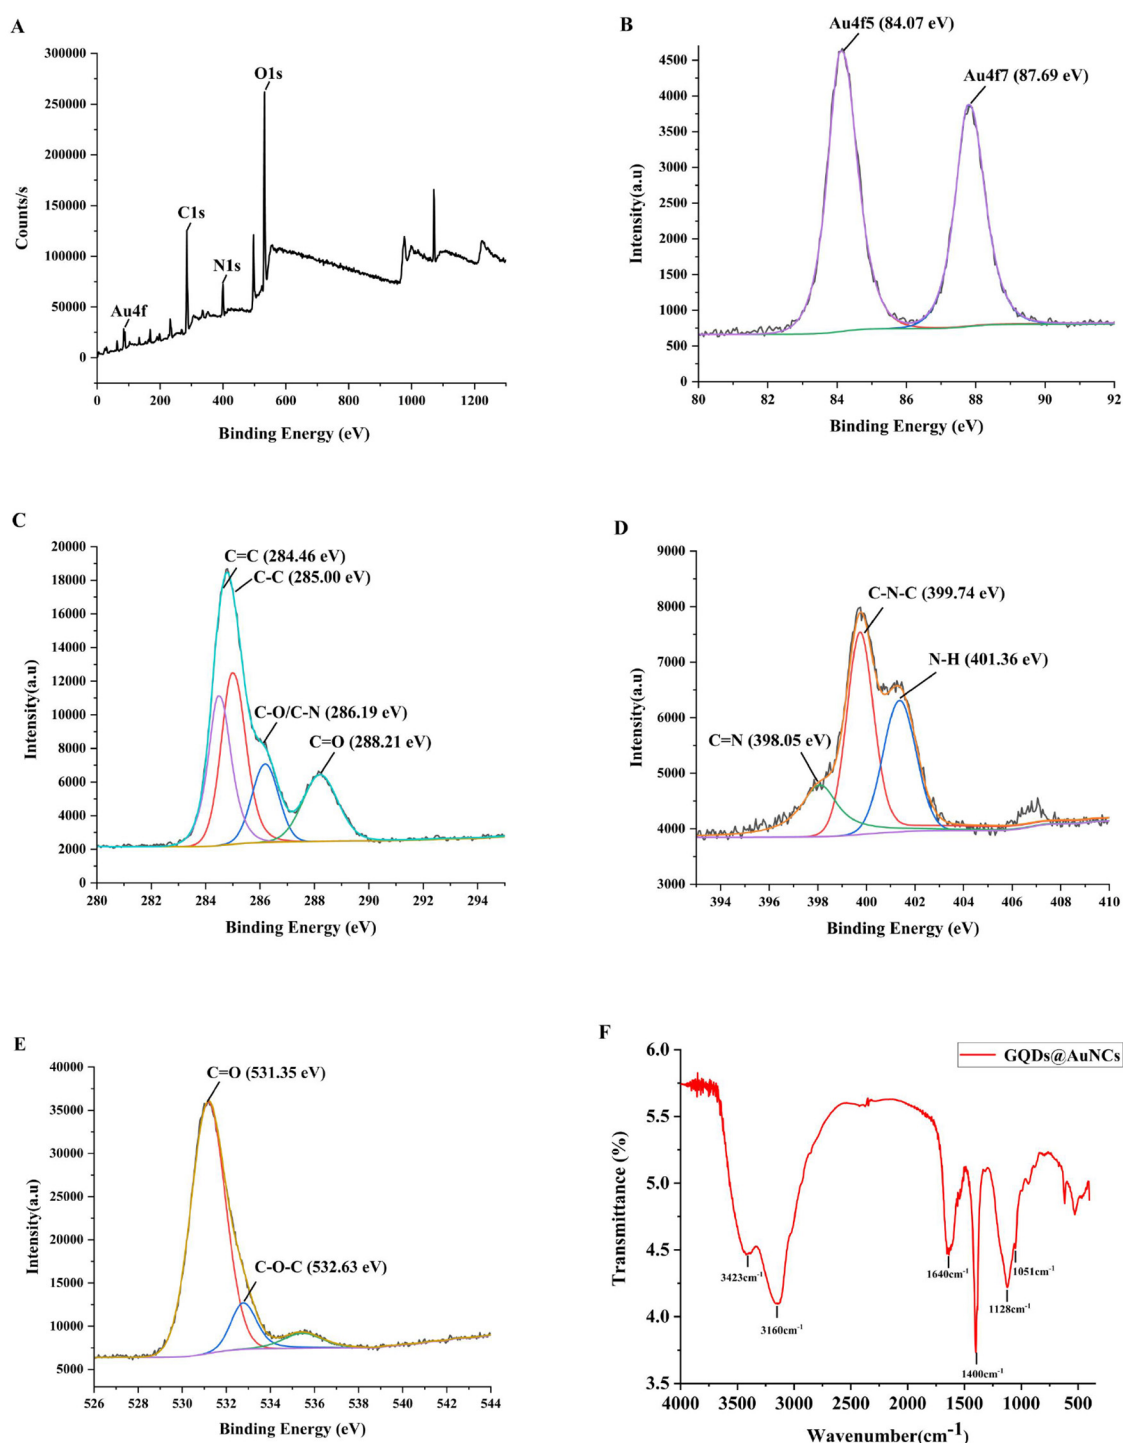 A
300000
250000
200000
150000
100000
50000
0
Counts/s
O1s
C1s
N1s
Au4f
0 200 400 600 800 1000 1200
Binding Energy (eV)
B
Au4f5 (84.07 eV)
Au4f7 (87.69 eV)
4500
4000
3500
3000
2500
2000
1500
1000
500
0
Intensity(a.u)
80 82 84 86 88 90 92
Binding Energy (eV)
C
20000
18000
16000
14000
12000
10000
8000
6000
4000
2000
0
Intensity(a.u)
C=C (284.46 eV)
C-C (285.00 eV)
C-O/C-N (286.19 eV)
C=O (288.21 eV)
280 282 284 286 288 290 292 294
Binding Energy (eV)
D
9000
8000
7000
6000
5000
4000
3000
Intensity(a.u)
C-N-C (399.74 eV)
N-H (401.36 eV)
C=N (398.05 eV)
394 396 398 400 402 404 406 408 410
Binding Energy (eV)
E
40000
35000
30000
25000
20000
15000
10000
5000
Intensity(a.u)
C=O (531.35 eV)
C-O-C (532.63 eV)
526 528 530 532 534 536 538 540 542 544
Binding Energy (eV)
F
GQDs@AuNCs
6.0
5.5
5.0
4.5
4.0
3.5
Transmittance (%)
3423cm⁻¹
3160cm⁻¹
1640cm⁻¹
1400cm⁻¹
1128cm⁻¹
1051cm⁻¹
4000 3500 3000 2500 2000 1500 1000 500
Wavenumber(cm⁻¹)